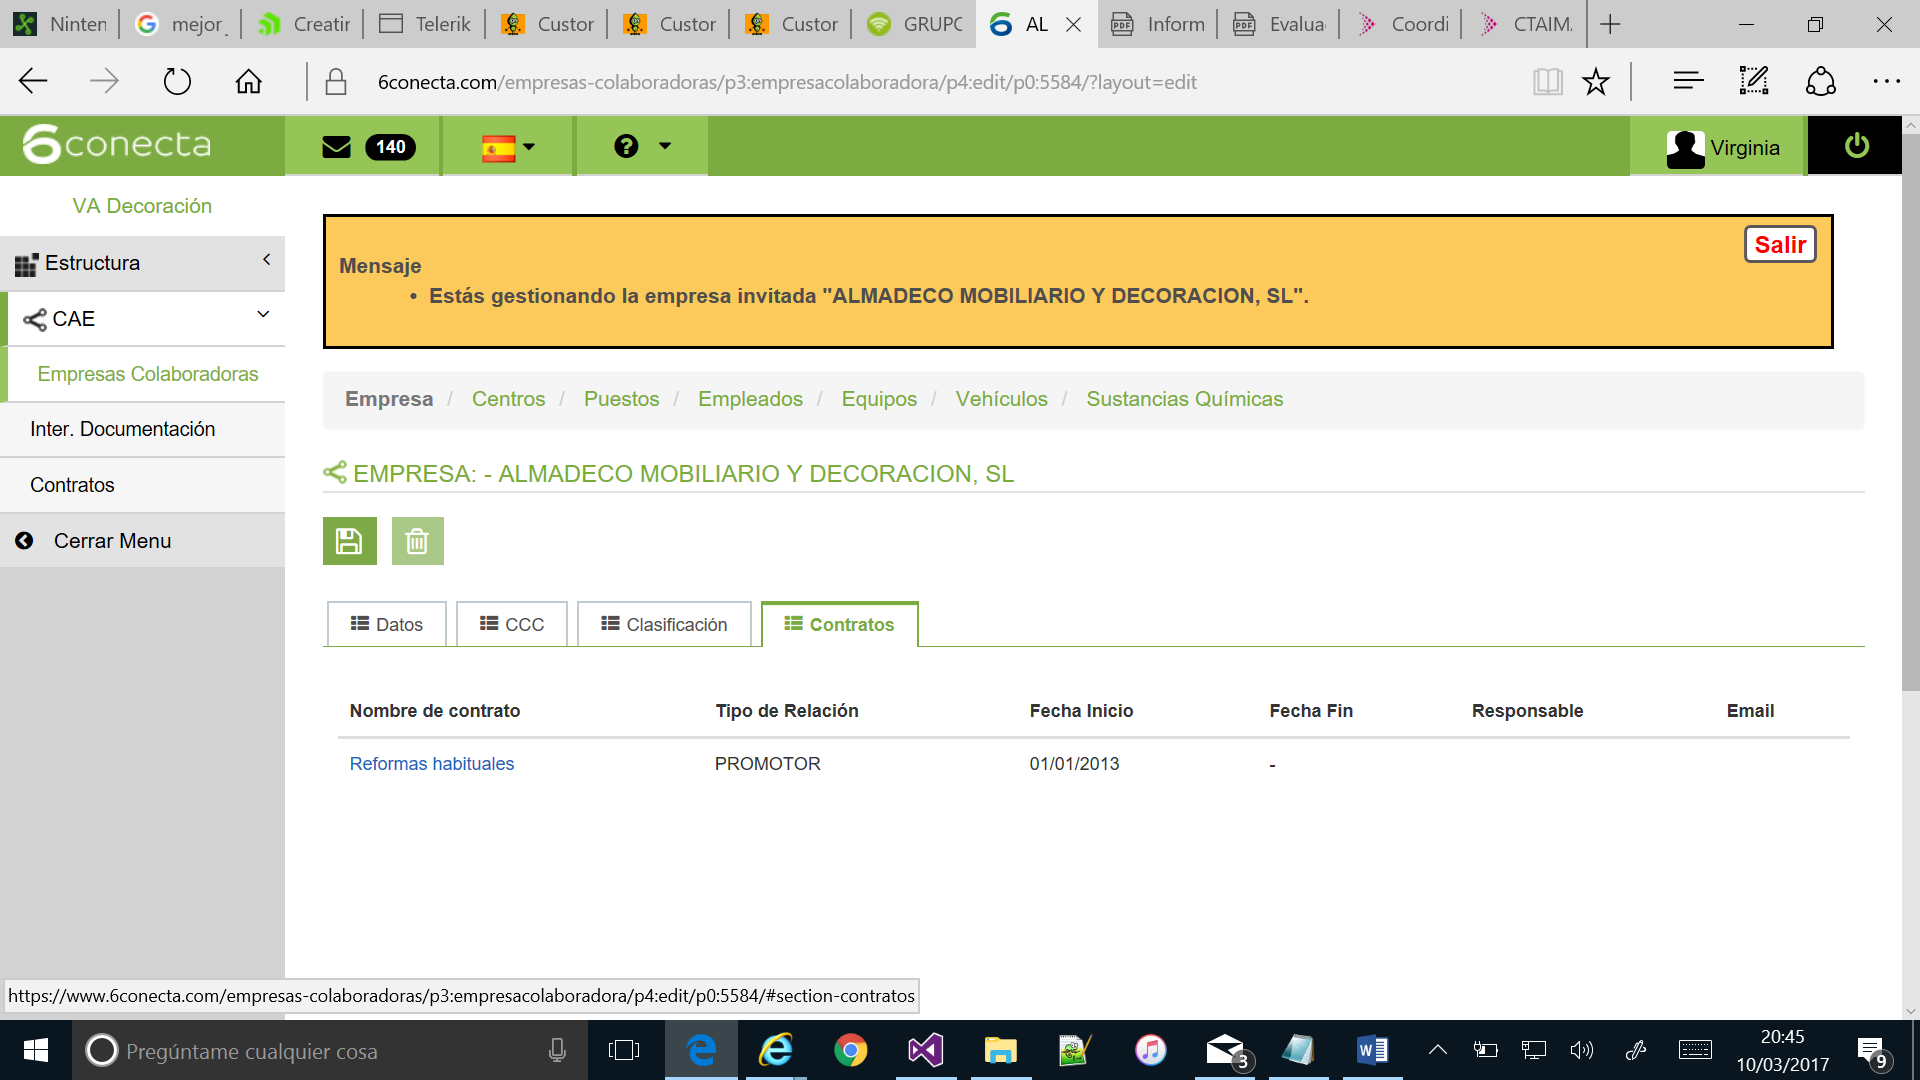 Ninten
mejor_
Creatir
Telerik
Custor
Custor
Custor
GRUPO
AL
Inform
Evalua
Coordi
CTAIM.
6conecta.com/empresas-colaboradoras/p3:empresacolaboradora/p4:edit/p0:5584/?layout=edit
6conecta
140
Virginia
VA Decoración
Estructura
CAE
Empresas Colaboradoras
Inter. Documentación
Contratos
Cerrar Menu
Salir
Mensaje
• Estás gestionando la empresa invitada "ALMADECO MOBILIARIO Y DECORACION, SL".
Empresa / Centros / Puestos / Empleados / Equipos / Vehículos / Sustancias Químicas
EMPRESA: - ALMADECO MOBILIARIO Y DECORACION, SL
Datos
CCC
Clasificación
Contratos
Nombre de contrato Tipo de Relación Fecha Inicio Fecha Fin Responsable Email
Reformas habituales PROMOTOR 01/01/2013 -
https://www.6conecta.com/empresas-colaboradoras/p3:empresacolaboradora/p4:edit/p0:5584/#section-contratos
Pregúntame cualquier cosa
3
20:45
10/03/2017
9